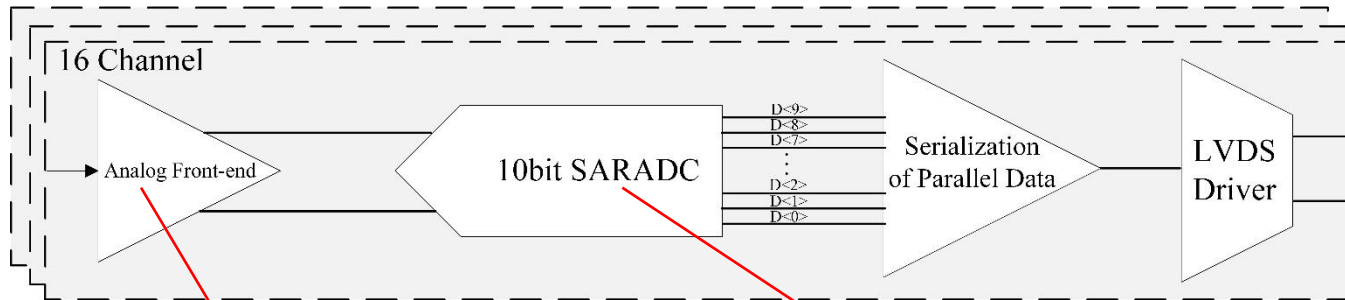 16 Channel
Analog Front-end
10bit SARADC
D<9>
D<8>
D<7>
⋮
D<2>
D<1>
D<0>
Serialization
of Parallel Data
LVDS
Driver